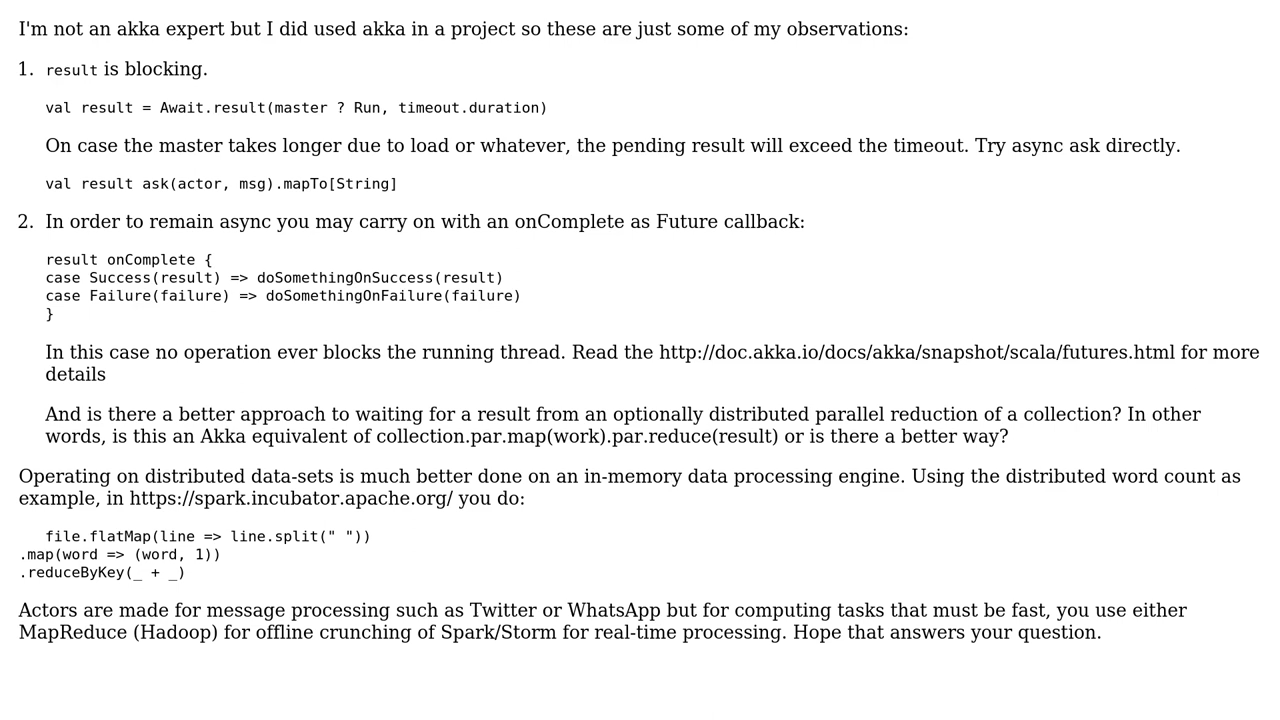 I'm not an akka expert but I did used akka in a project so these are just some of my observations:
1. result is blocking.
val result = Await.result(master ? Run, timeout.duration)
On case the master takes longer due to load or whatever, the pending result will exceed the timeout. Try async ask directly.
val result ask(actor, msg).mapTo[String]
2. In order to remain async you may carry on with an onComplete as Future callback:
result onComplete {
case Success(result) => doSomethingOnSuccess(result)
case Failure(failure) => doSomethingOnFailure(failure)
}
In this case no operation ever blocks the running thread. Read the http://doc.akka.io/docs/akka/snapshot/scala/futures.html for more
details
And is there a better approach to waiting for a result from an optionally distributed parallel reduction of a collection? In other
words, is this an Akka equivalent of collection.par.map(work).par.reduce(result) or is there a better way?
Operating on distributed data-sets is much better done on an in-memory data processing engine. Using the distributed word count as
example, in https://spark.incubator.apache.org/ you do:
file.flatMap(line => line.split(" "))
.map(word => (word, 1))
.reduceByKey(_ + _)
Actors are made for message processing such as Twitter or WhatsApp but for computing tasks that must be fast, you use either
MapReduce (Hadoop) for offline crunching of Spark/Storm for real-time processing. Hope that answers your question.